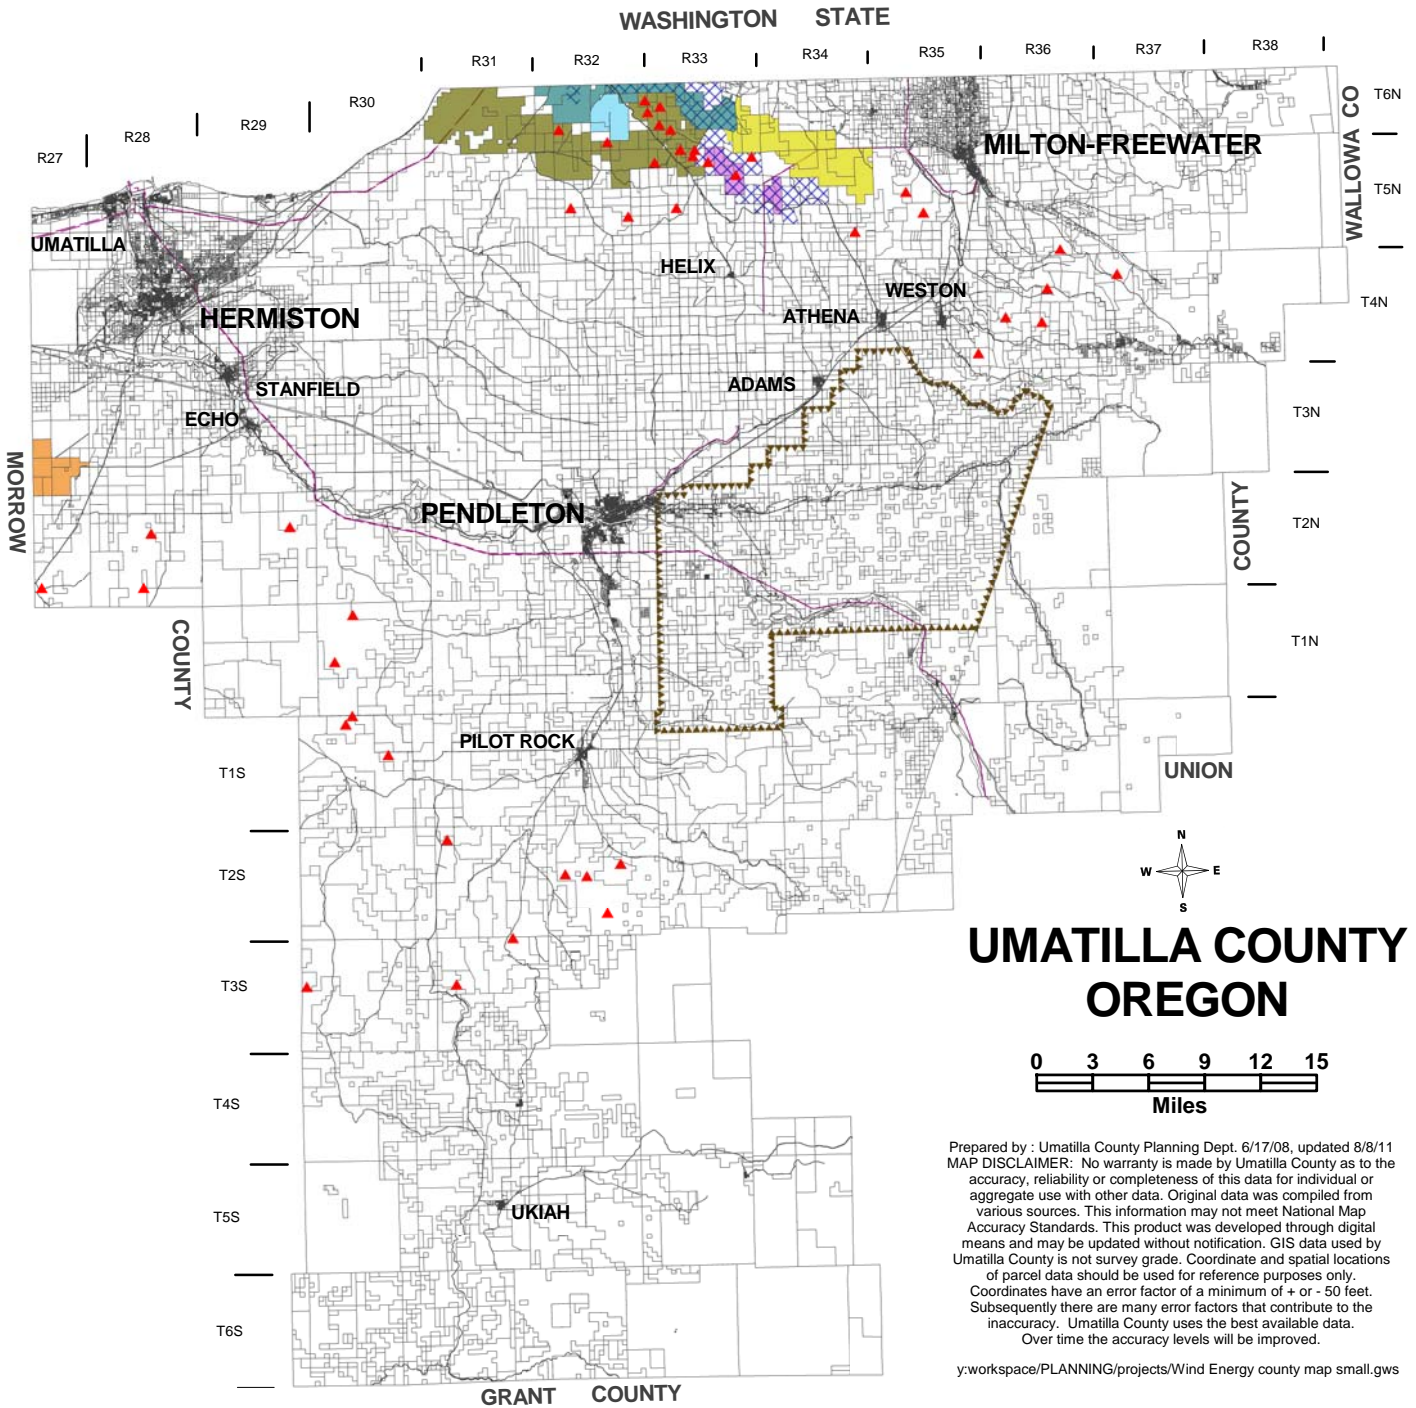 WASHINGTON STATE
R27
R28
R29
R30
R31
R32
R33
R34
R35
R36
R37
R38
T6N
T5N
T4N
T3N
T2N
T1N
WALLOWA CO
MILTON-FREEWATER
UMATILLA
HELIX
WESTON
HERMISTON
ATHENA
STANFIELD
ADAMS
ECHO
MORROW
COUNTY
PENDLETON
COUNTY
PILOT ROCK
UNION
T1S
T2S
T3S
T4S
T5S
T6S
UKIAH
GRANT COUNTY
N
W E
S
UMATILLA COUNTY
OREGON
0 3 6 9 12 15
Miles
Prepared by : Umatilla County Planning Dept. 6/17/08, updated 8/8/11
MAP DISCLAIMER: No warranty is made by Umatilla County as to the
accuracy, reliability or completeness of this data for individual or
aggregate use with other data. Original data was compiled from
various sources. This information may not meet National Map
Accuracy Standards. This product was developed through digital
means and may be updated without notification. GIS data used by
Umatilla County is not survey grade. Coordinate and spatial locations
of parcel data should be used for reference purposes only.
Coordinates have an error factor of a minimum of + or - 50 feet.
Subsequently there are many error factors that contribute to the
inaccuracy. Umatilla County uses the best available data.
Over time the accuracy levels will be improved.
y:workspace/PLANNING/projects/Wind Energy county map small.gws